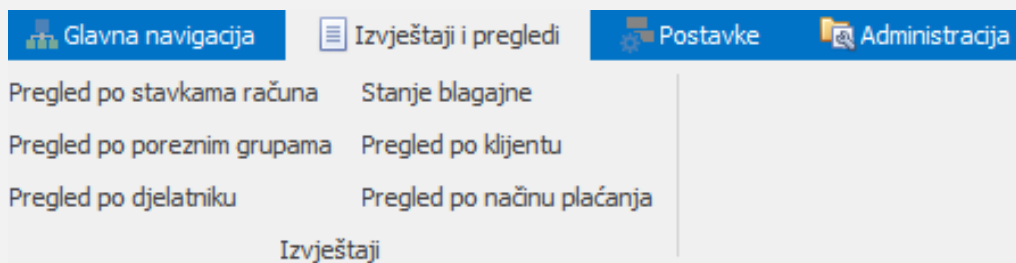 Glavna navigacija Izvještaji i pregledi Postavke Administracija
Pregled po stavkama računa Stanje blagajne
Pregled po poreznim grupama Pregled po klijentu
Pregled po djelatniku Pregled po načinu plaćanja
Izvještaji